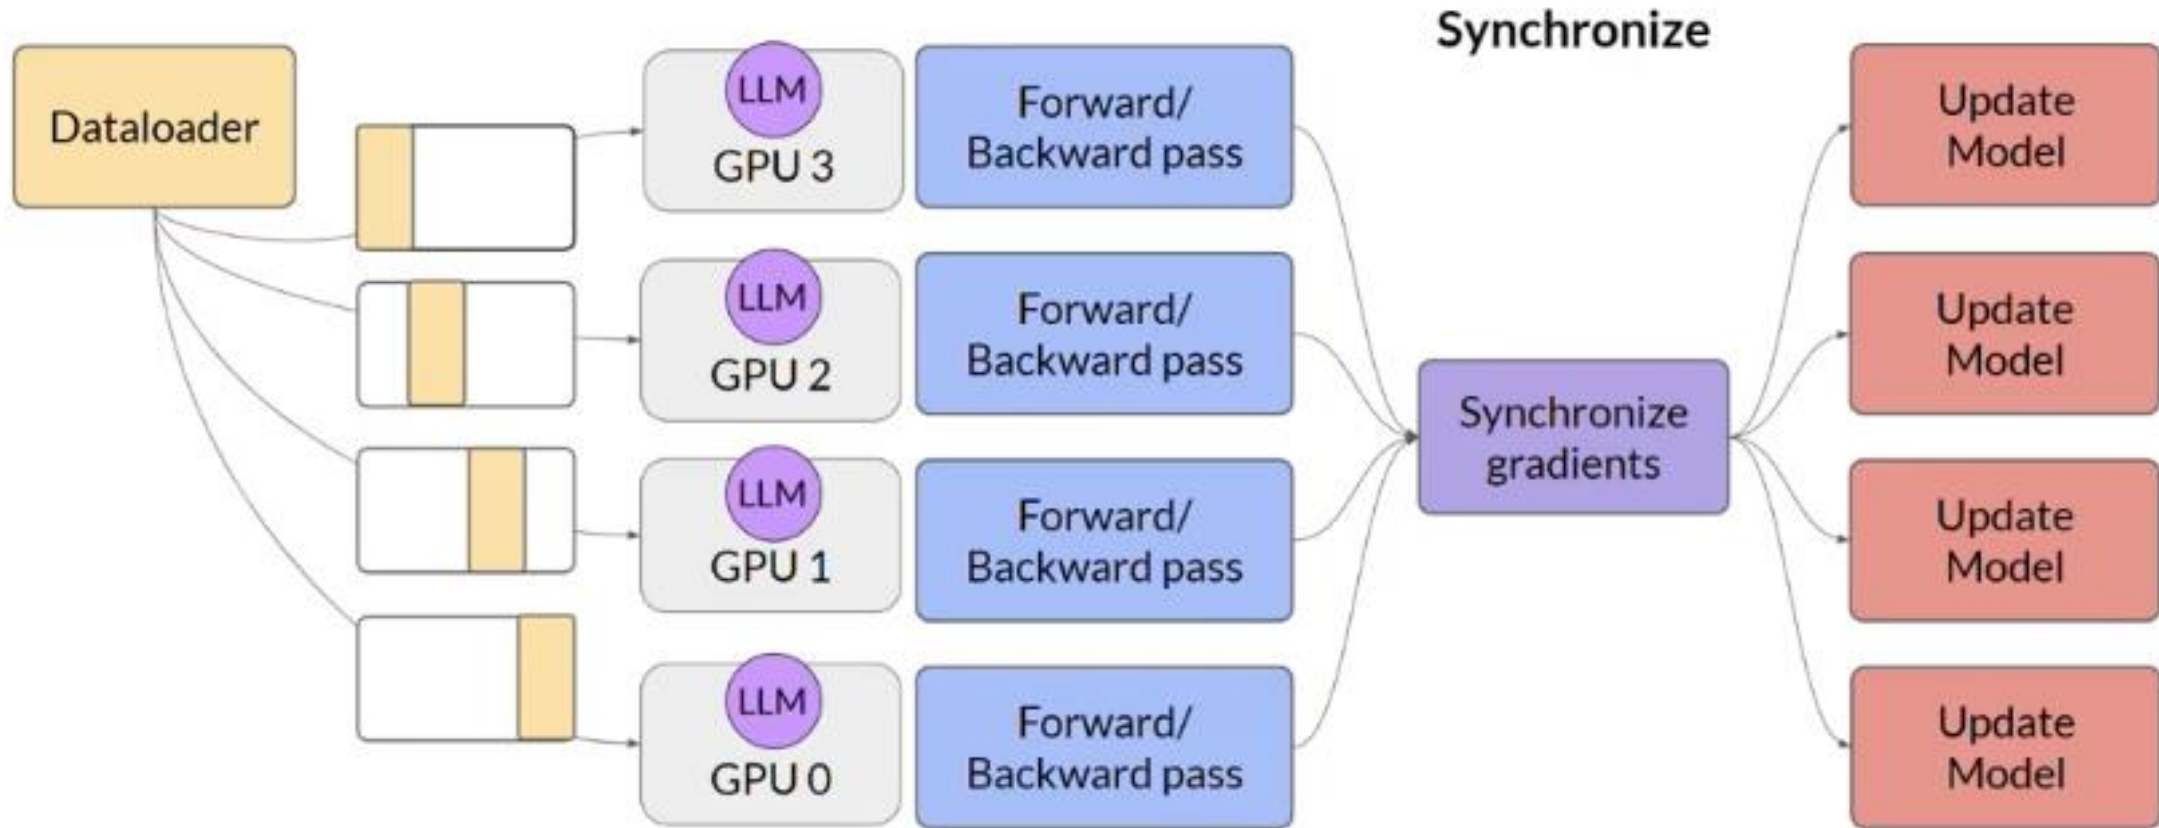 Synchronize
Dataloader
LLM
GPU 3
Forward/
Backward pass
Update
Model
LLM
GPU 2
Forward/
Backward pass
Update
Model
Synchronize
gradients
LLM
GPU 1
Forward/
Backward pass
Update
Model
LLM
GPU 0
Forward/
Backward pass
Update
Model